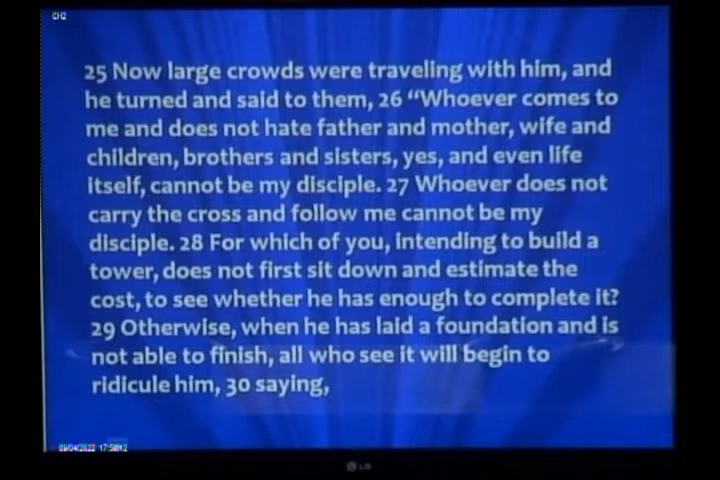 CH2
25 Now large crowds were traveling with him, and
he turned and said to them, 26 “Whoever comes to
me and does not hate father and mother, wife and
children, brothers and sisters, yes, and even life
itself, cannot be my disciple. 27 Whoever does not
carry the cross and follow me cannot be my
disciple. 28 For which of you, intending to build a
tower, does not first sit down and estimate the
cost, to see whether he has enough to complete it?
29 Otherwise, when he has laid a foundation and is
not able to finish, all who see it will begin to
ridicule him, 30 saying,
LG